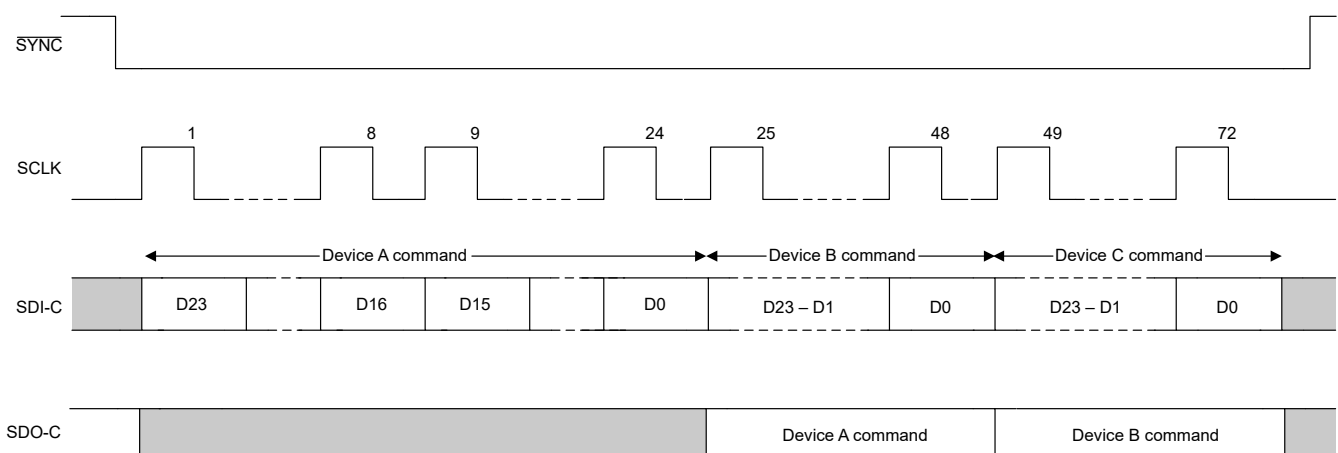 SYNC
1 8 9 24 25 48 49 72
SCLK
Device A command Device B command Device C command
SDI-C D23 D16 D15 D0 D23 – D1 D0 D23 – D1 D0
SDO-C Device A command Device B command